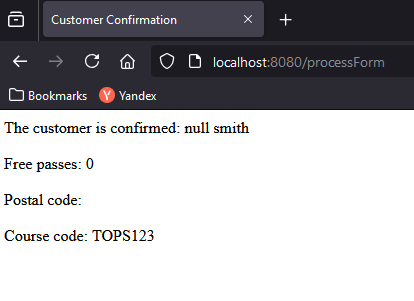 Customer Confirmation
localhost:8080/processForm
Bookmarks Yandex
The customer is confirmed: null smith
Free passes: 0
Postal code:
Course code: TOPS123